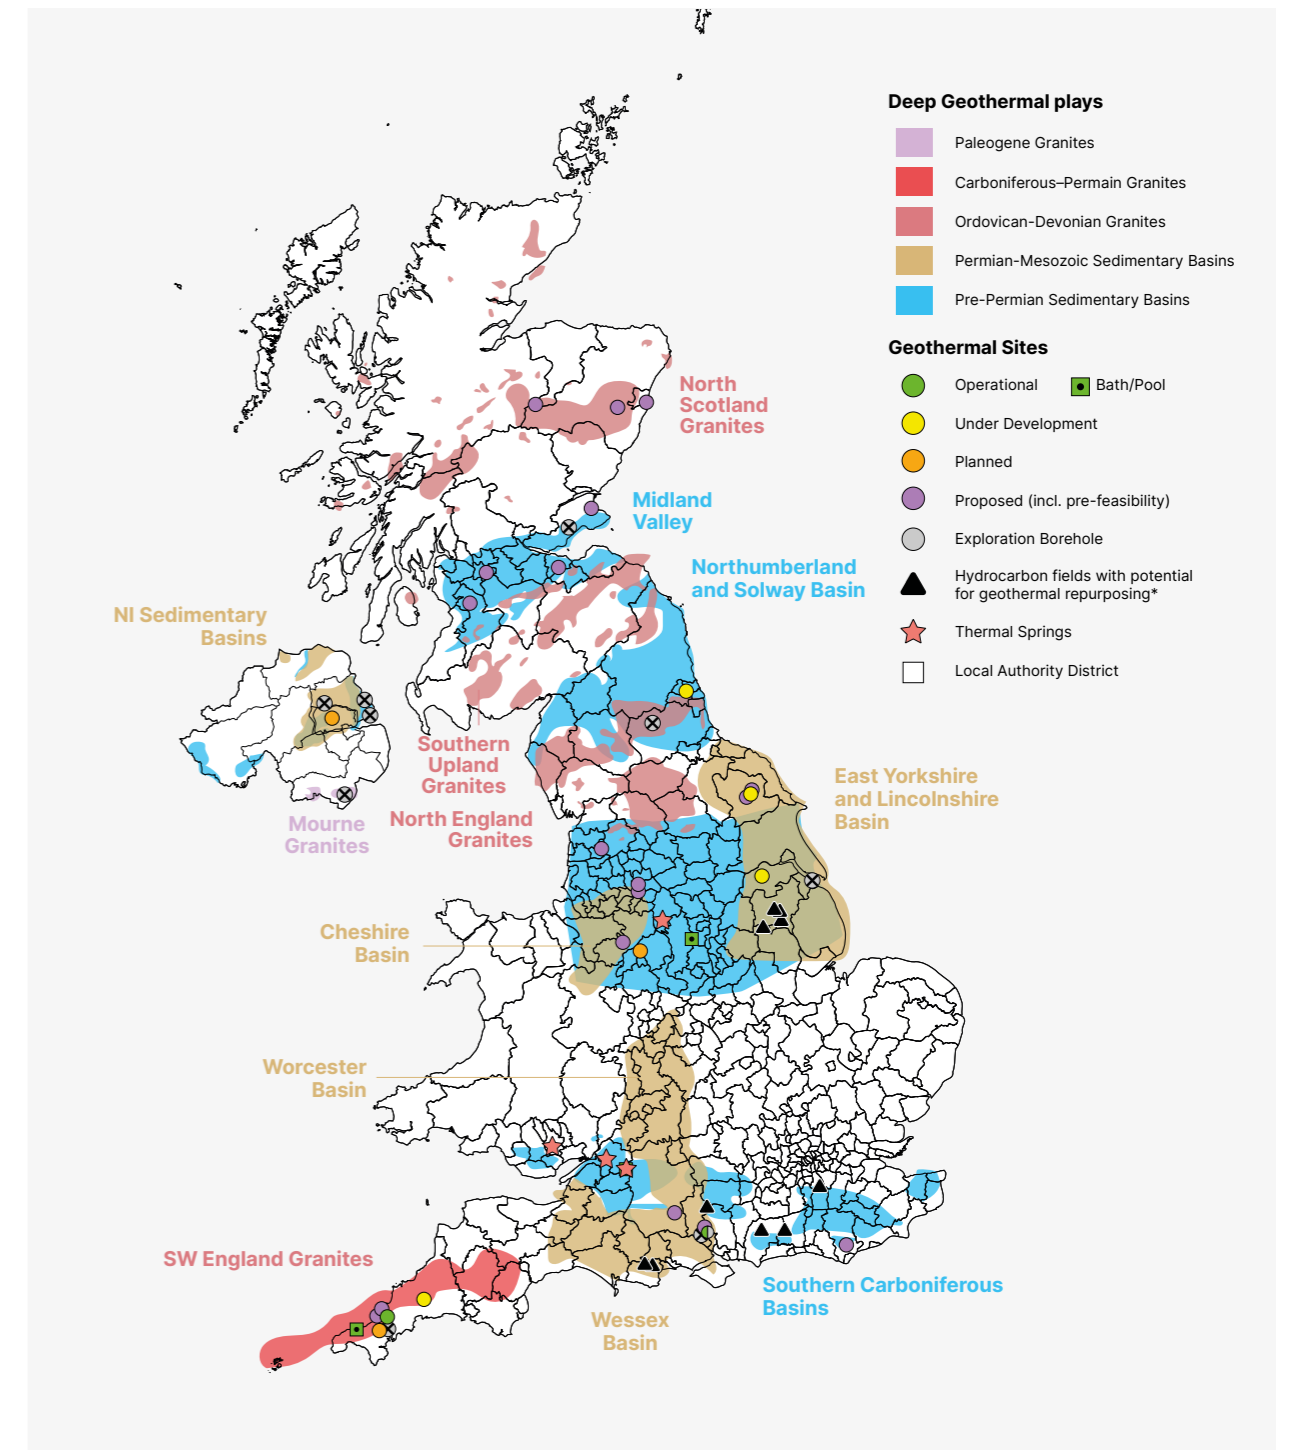 Deep Geothermal plays
Paleogene Granites
Carboniferous–Permain Granites
Ordovican-Devonian Granites
Permian-Mesozoic Sedimentary Basins
Pre-Permian Sedimentary Basins
Geothermal Sites
Operational
Bath/Pool
Under Development
Planned
Proposed (incl. pre-feasibility)
Exploration Borehole
Hydrocarbon fields with potential
for geothermal repurposing*
Thermal Springs
Local Authority District
North
Scotland
Granites
Midland
Valley
Northumberland
and Solway Basin
NI Sedimentary
Basins
Southern
Upland
Granites
North England
Granites
Mourne
Granites
East Yorkshire
and Lincolnshire
Basin
Cheshire
Basin
Worcester
Basin
SW England Granites
Wessex
Basin
Southern Carboniferous
Basins